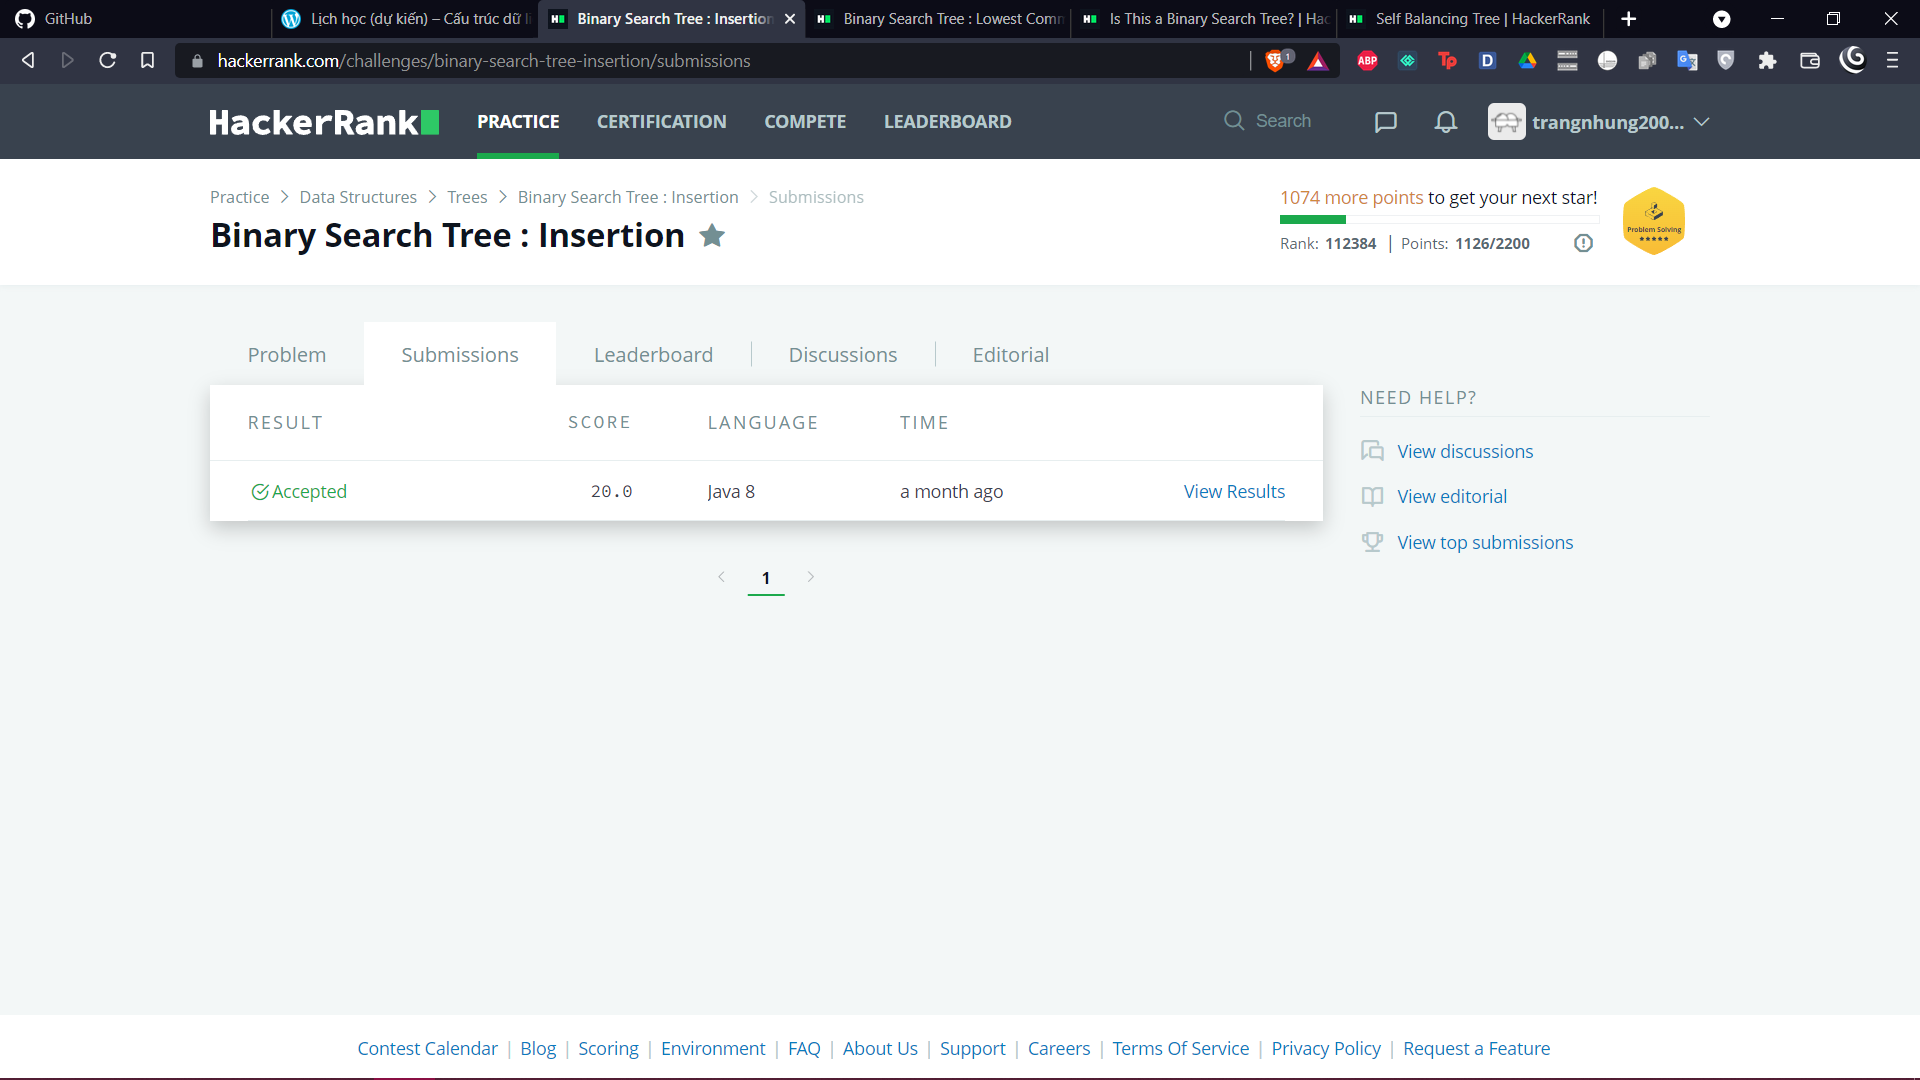 GitHub
Lịch học (dự kiến) – Cấu trúc dữ li
Binary Search Tree : Insertion
Binary Search Tree : Lowest Comm
Is This a Binary Search Tree? | Hac
Self Balancing Tree | HackerRank
hackerrank.com/challenges/binary-search-tree-insertion/submissions
1
ABP
Tp
D
HackerRank
PRACTICE
CERTIFICATION
COMPETE
LEADERBOARD
Search
trangnhung200...
Practice > Data Structures > Trees > Binary Search Tree : Insertion > Submissions
Binary Search Tree : Insertion
1074 more points to get your next star!
Rank: 112384 | Points: 1126/2200
Problem Solving
Problem
Submissions
Leaderboard
Discussions
Editorial
RESULT SCORE LANGUAGE TIME
Accepted 20.0 Java 8 a month ago View Results
1
NEED HELP?
View discussions
View editorial
View top submissions
Contest Calendar | Blog | Scoring | Environment | FAQ | About Us | Support | Careers | Terms Of Service | Privacy Policy | Request a Feature